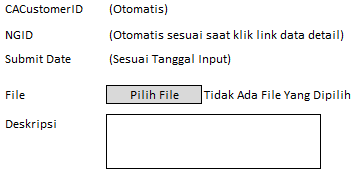 CACustomerID (Otomatis)
NGID (Otomatis sesuai saat klik link data detail)
Submit Date (Sesuai Tanggal Input)
File Pilih File Tidak Ada File Yang Dipilih
Deskripsi